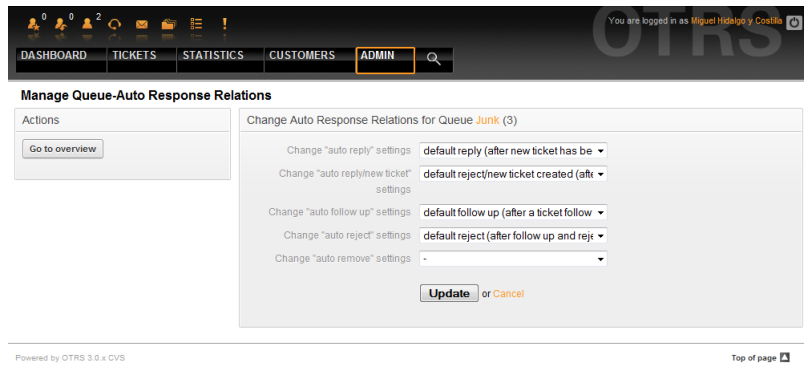 0 0 2
You are logged in as Miguel Hidalgo y Costilla
OTRS
DASHBOARD TICKETS STATISTICS CUSTOMERS ADMIN
Manage Queue-Auto Response Relations
Actions
Go to overview
Change Auto Response Relations for Queue Junk (3)
Change "auto reply" settings default reply (after new ticket has be
Change "auto reply/new ticket" settings default reject/new ticket created (afte
Change "auto follow up" settings default follow up (after a ticket follow
Change "auto reject" settings default reject (after follow up and reje
Change "auto remove" settings -
Update or Cancel
Powered by OTRS 3.0.x CVS
Top of page